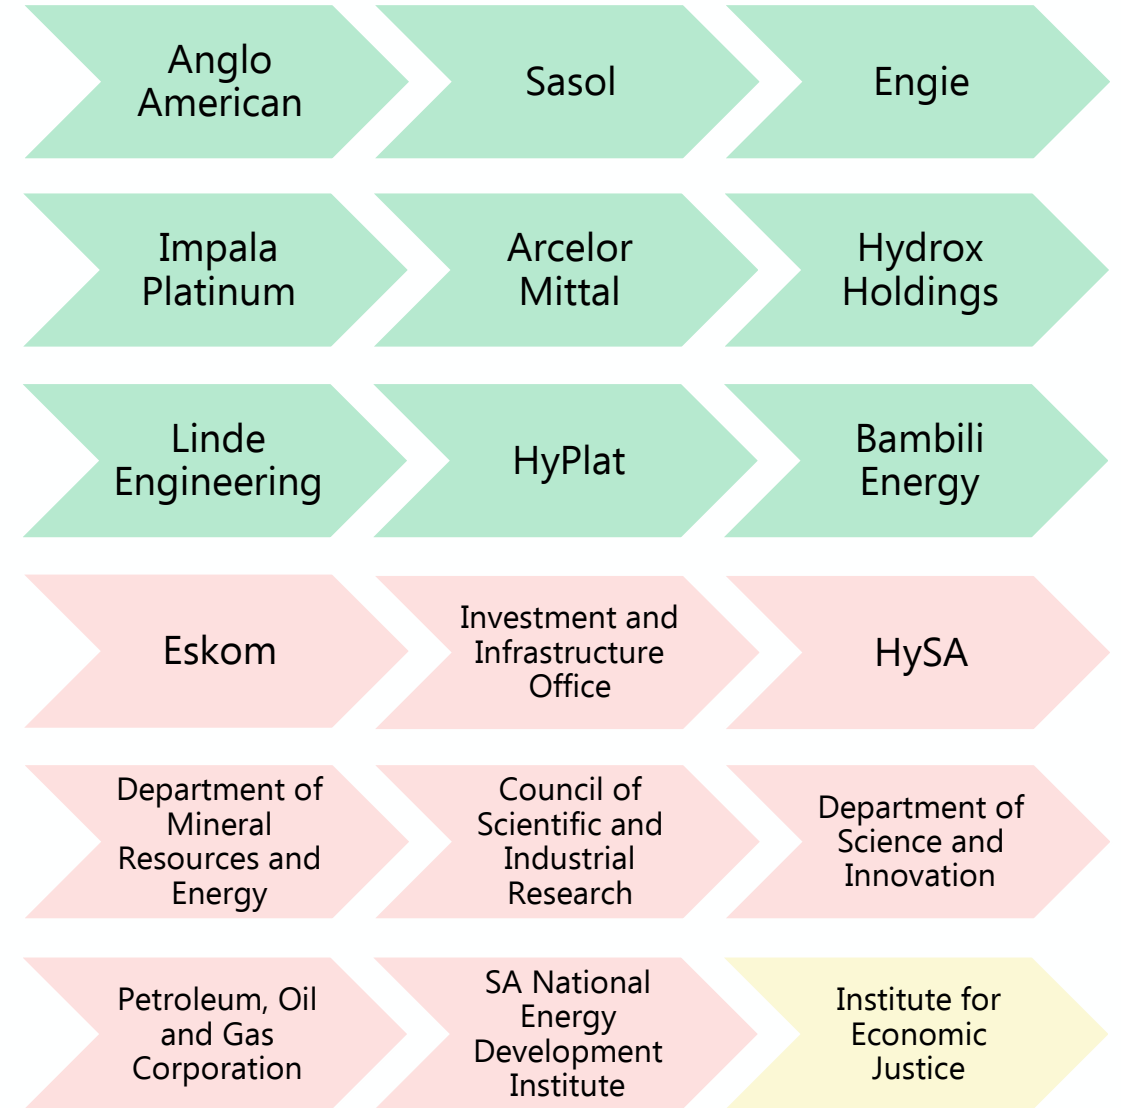 Anglo
American
Sasol
Engie
Impala
Platinum
Arcelor
Mittal
Hydrox
Holdings
Linde
Engineering
HyPlat
Bambili
Energy
Eskom
Investment and
Infrastructure
Office
HySA
Department of
Mineral
Resources and
Energy
Council of
Scientific and
Industrial
Research
Department of
Science and
Innovation
Petroleum, Oil
and Gas
Corporation
SA National
Energy
Development
Institute
Institute for
Economic
Justice